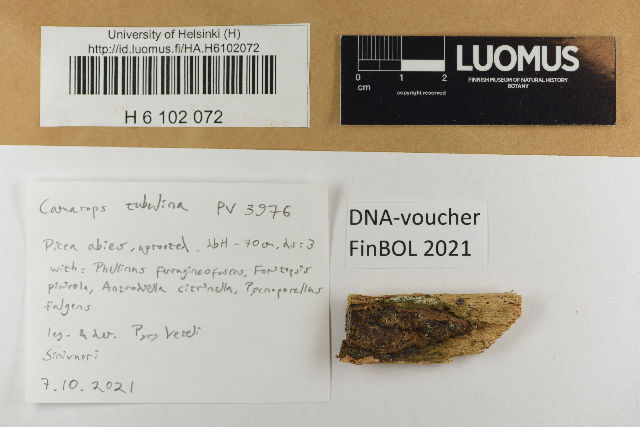 University of Helsinki (H)
http://id.luomus.fi/HA.H6102072
H 6 102 072
LUOMUS
FINNISH MUSEUM OF NATURAL HISTORY
BOTANY
0 1 2
cm
copyright reserved
Camarops tubulina PV 3976
Picea abies, uprooted, dbh ~ 70 cm, ds: 3
with: Phellinus ferrugineofuscus, Fomitopsis
pinicola, Antrodiella citrinella, Pycnoporellus
fulgens
leg. & det.
7.10.2021
DNA-voucher
FinBOL 2021